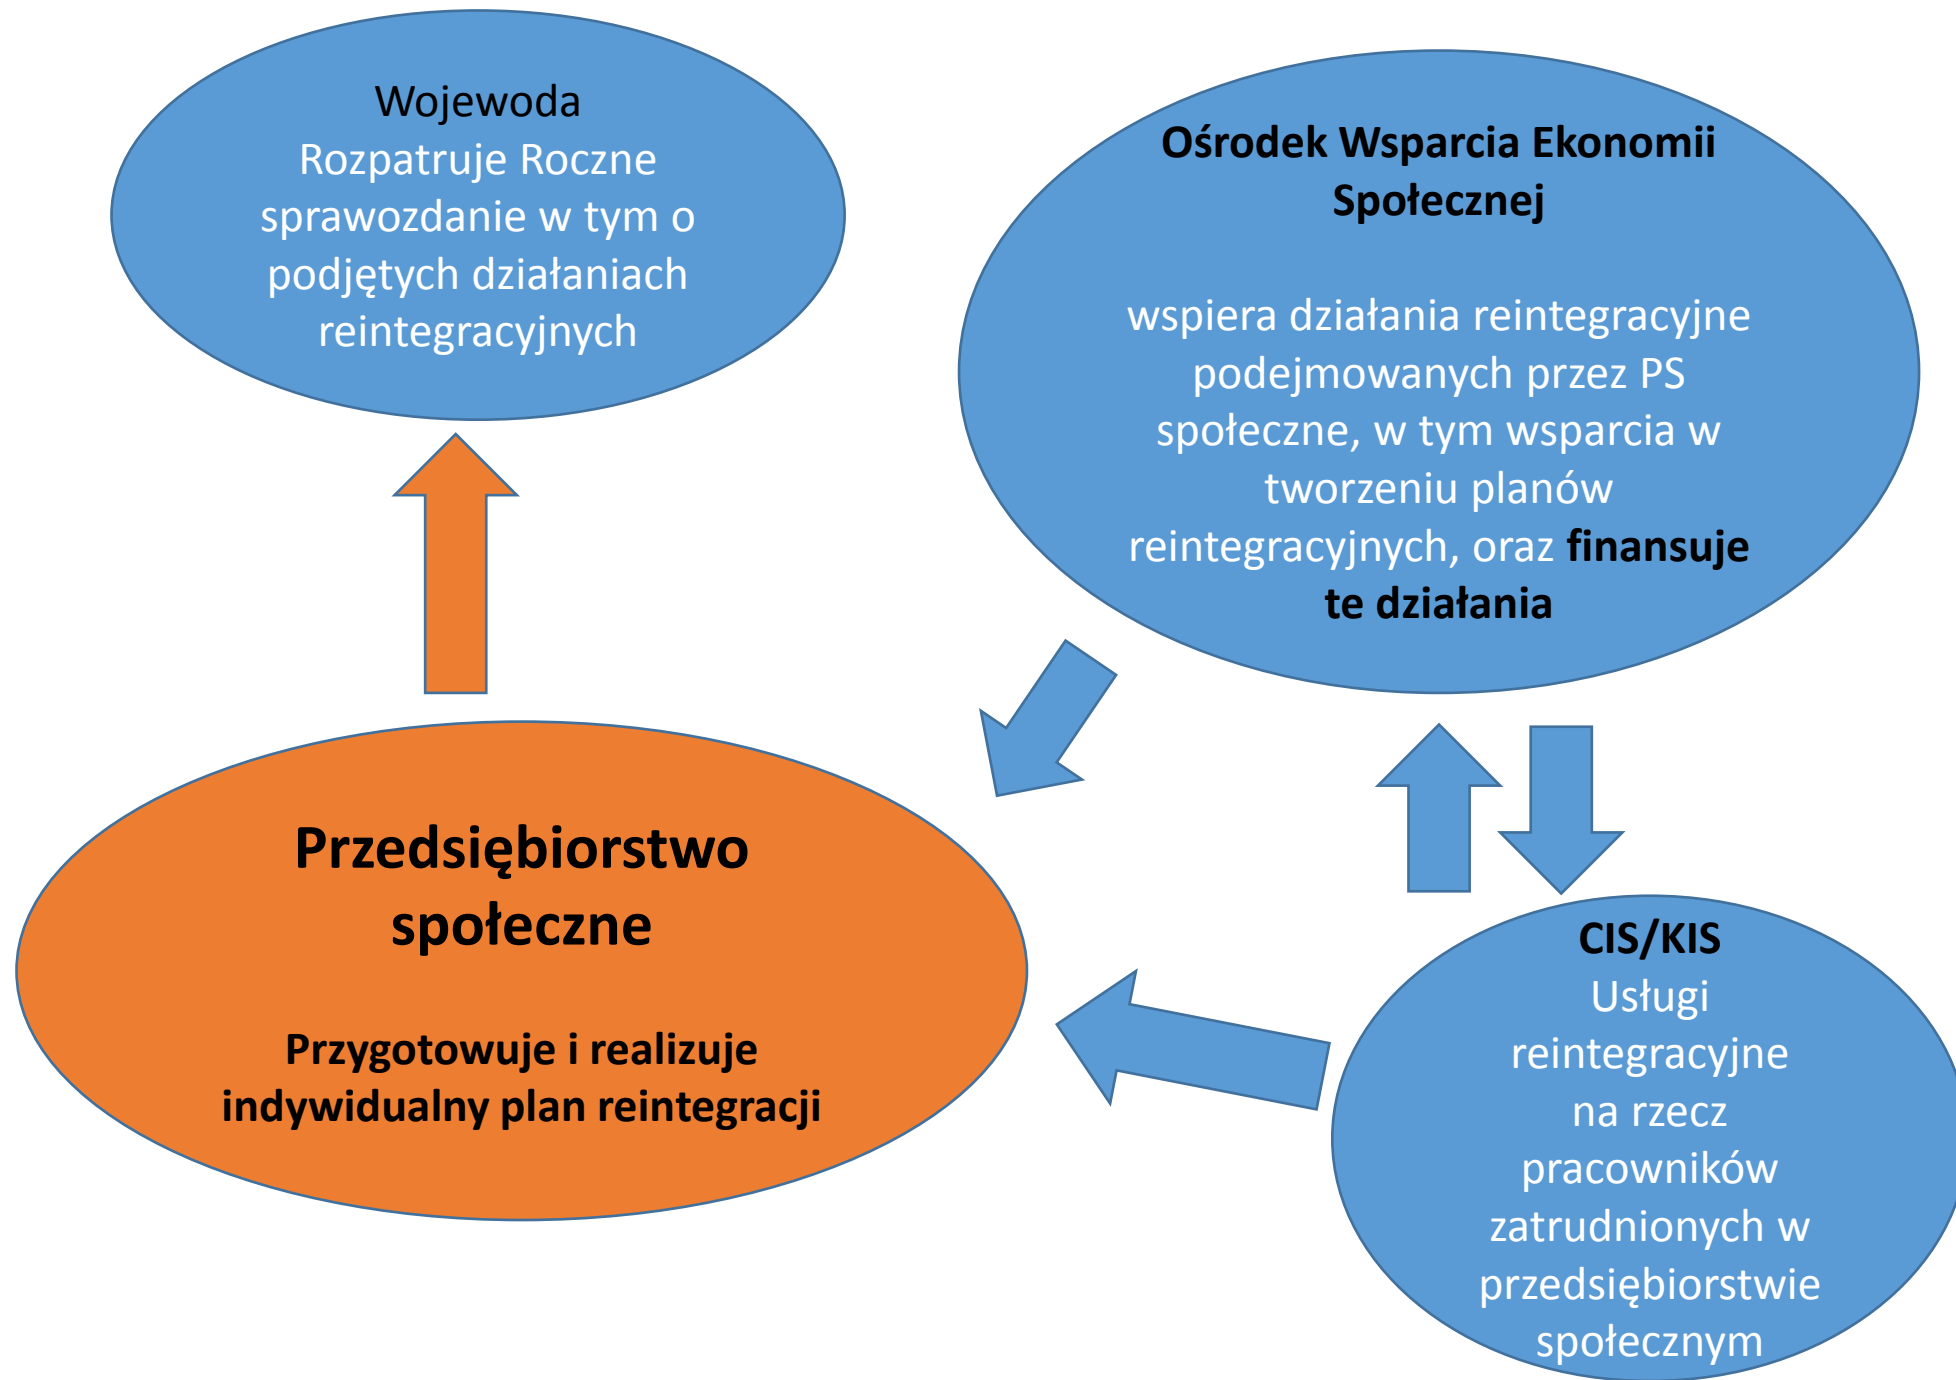 Wojewoda
Rozpatruje Roczne
sprawozdanie w tym o
podjętych działaniach
reintegracyjnych
Ośrodek Wsparcia Ekonomii
Społecznej
wspiera działania reintegracyjne
podejmowanych przez PS
społeczne, w tym wsparcia w
tworzeniu planów
reintegracyjnych, oraz finansuje
te działania
Przedsiębiorstwo
społeczne
Przygotowuje i realizuje
indywidualny plan reintegracji
CIS/KIS
Usługi
reintegracyjne
na rzecz
pracowników
zatrudnionych w
przedsiębiorstwie
społecznym